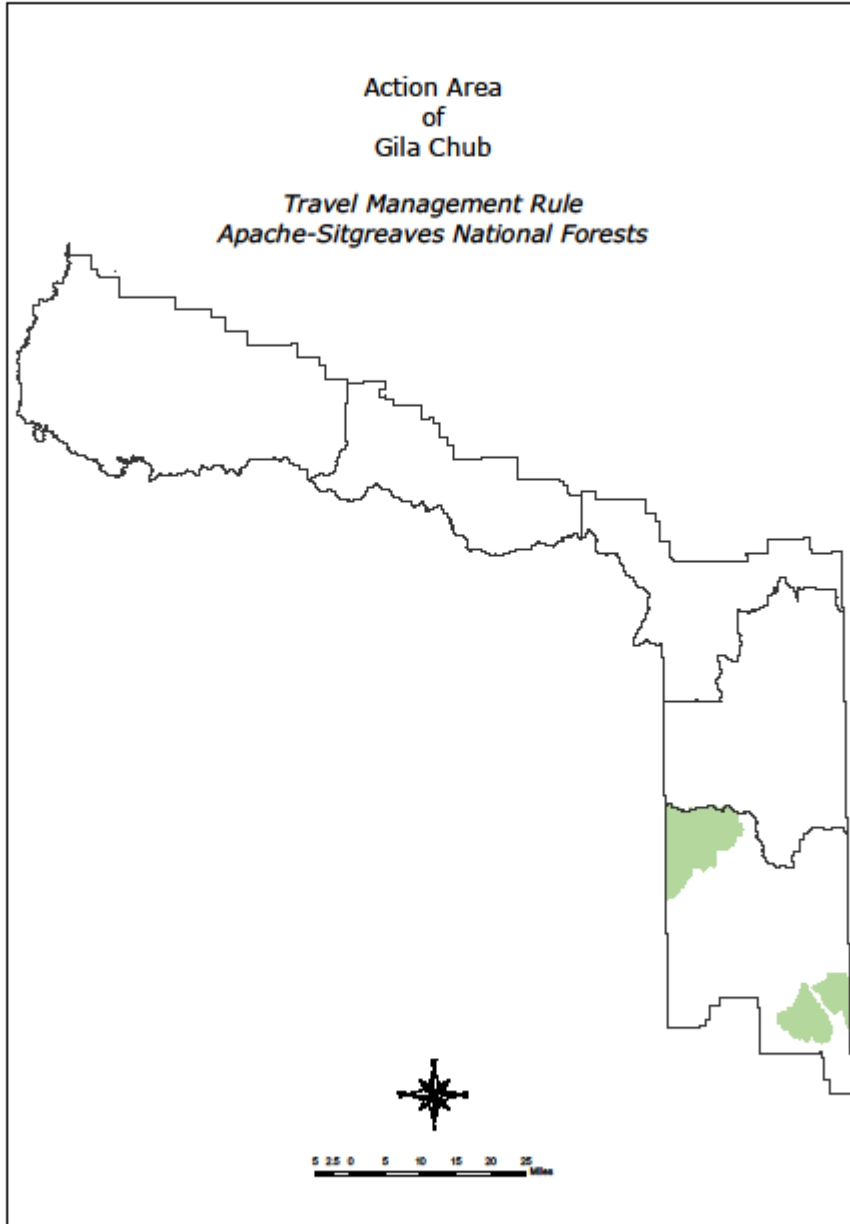 Action Area
of
Gila Chub
Travel Management Rule
Apache-Sitgreaves National Forests
5 2.5 0 5 10 15 20 25
Miles